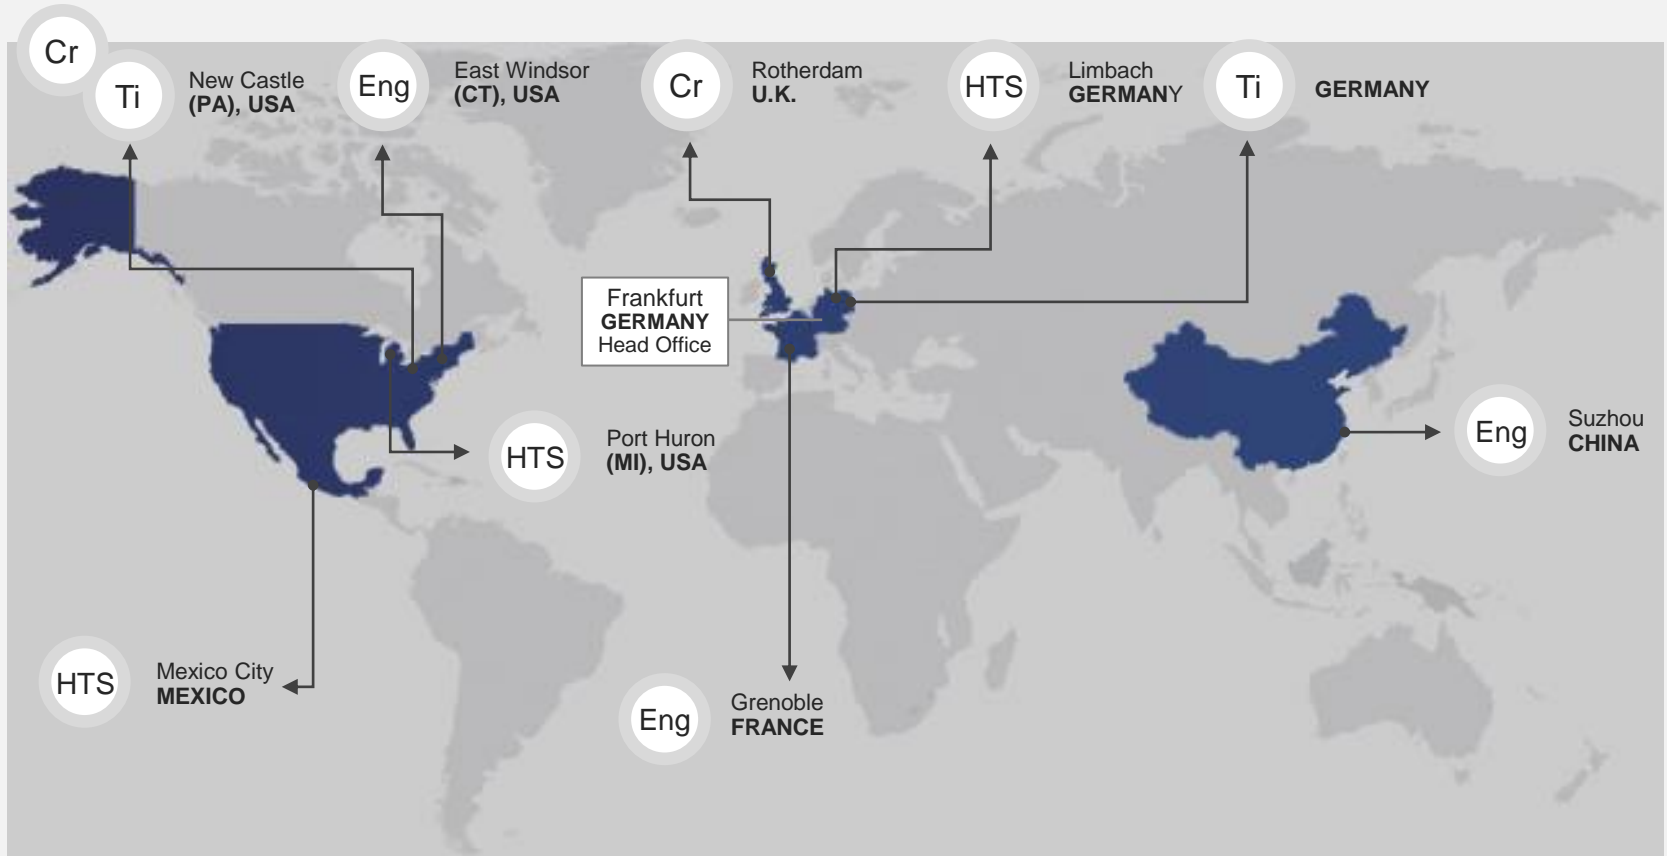 Cr
Ti
New Castle
(PA), USA
Eng
East Windsor
(CT), USA
Cr
Rotherdam
U.K.
HTS
Limbach
GERMANY
Ti
GERMANY
Frankfurt
GERMANY
Head Office
HTS
Port Huron
(MI), USA
Eng
Suzhou
CHINA
HTS
Mexico City
MEXICO
Eng
Grenoble
FRANCE